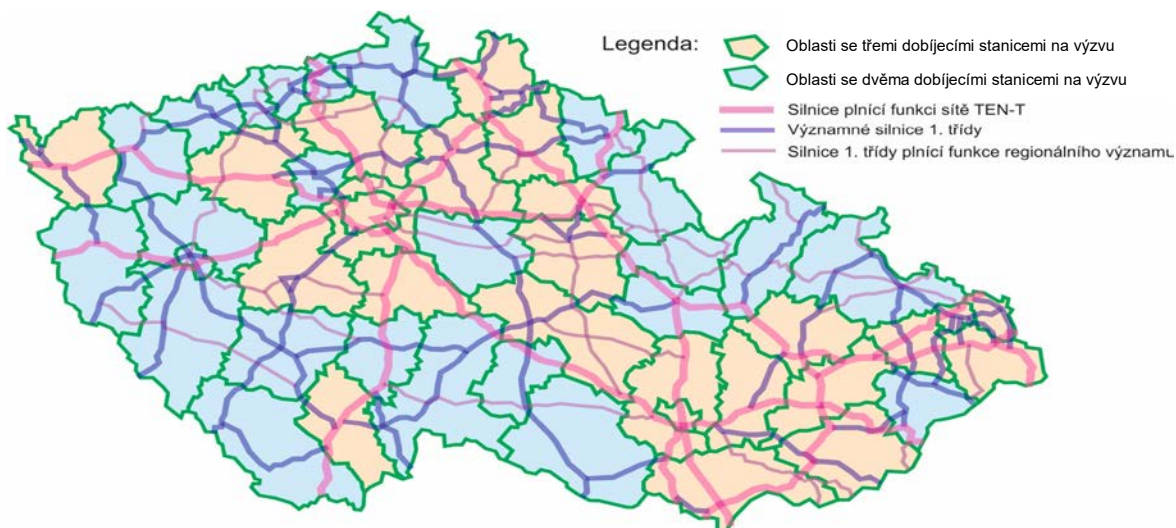 Legenda:
Oblasti se třemi dobíjecími stanicemi na výzvu
Oblasti se dvěma dobíjecími stanicemi na výzvu
Silnice plnící funkci sítě TEN-T
Významné silnice 1. třídy
Silnice 1. třídy plnící funkce regionálního významu